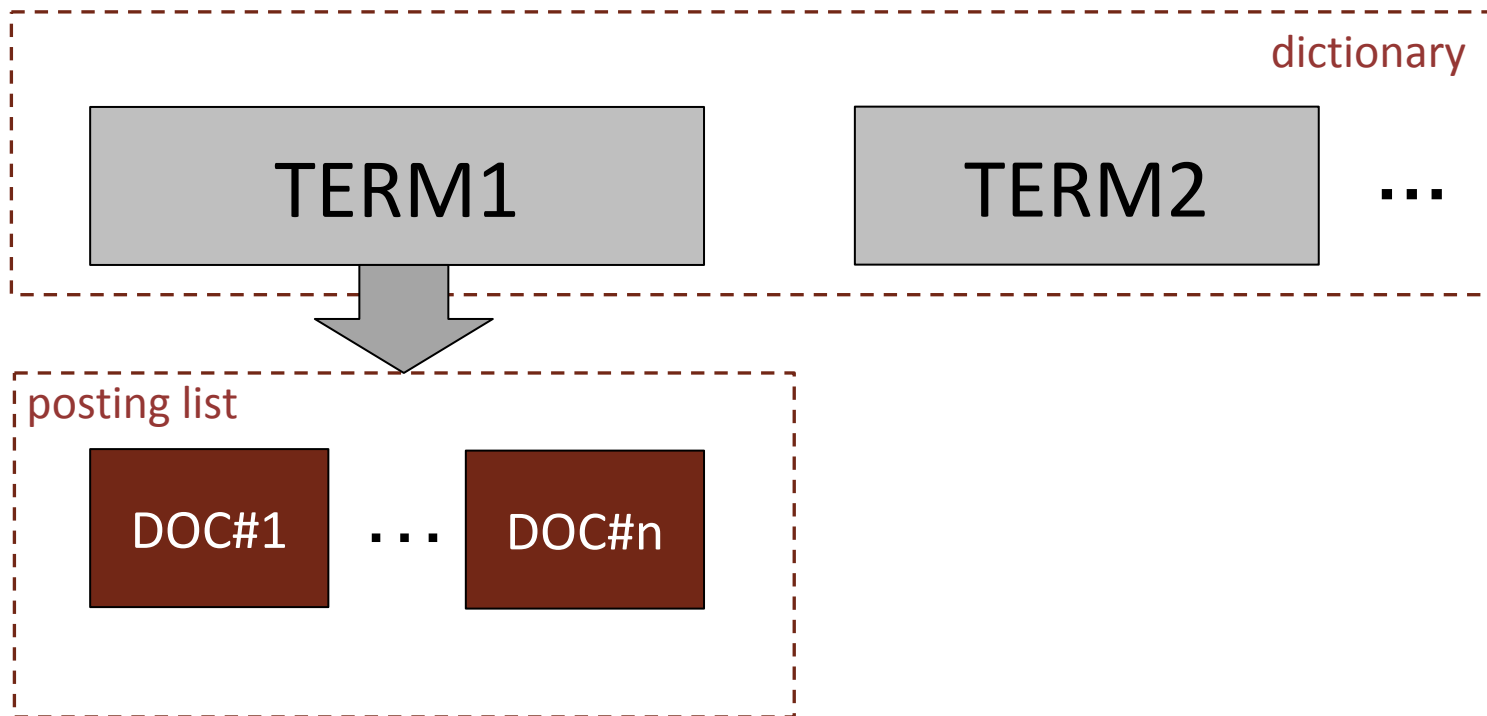 dictionary
TERM1 TERM2 ...
posting list
DOC#1 ... DOC#n